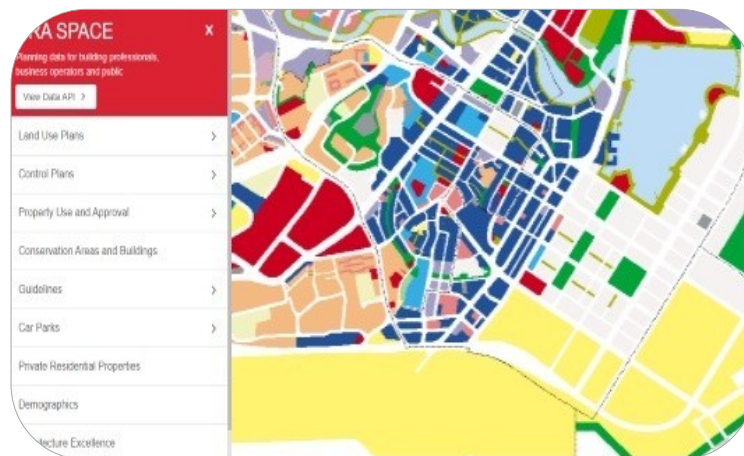 RA SPACE
X
Planning data for building professionals,
business operators and public
View Data API >
Land Use Plans >
Control Plans >
Property Use and Approval >
Conservation Areas and Buildings
Guidelines >
Car Parks >
Private Residential Properties
Demographics
tecture Excellence